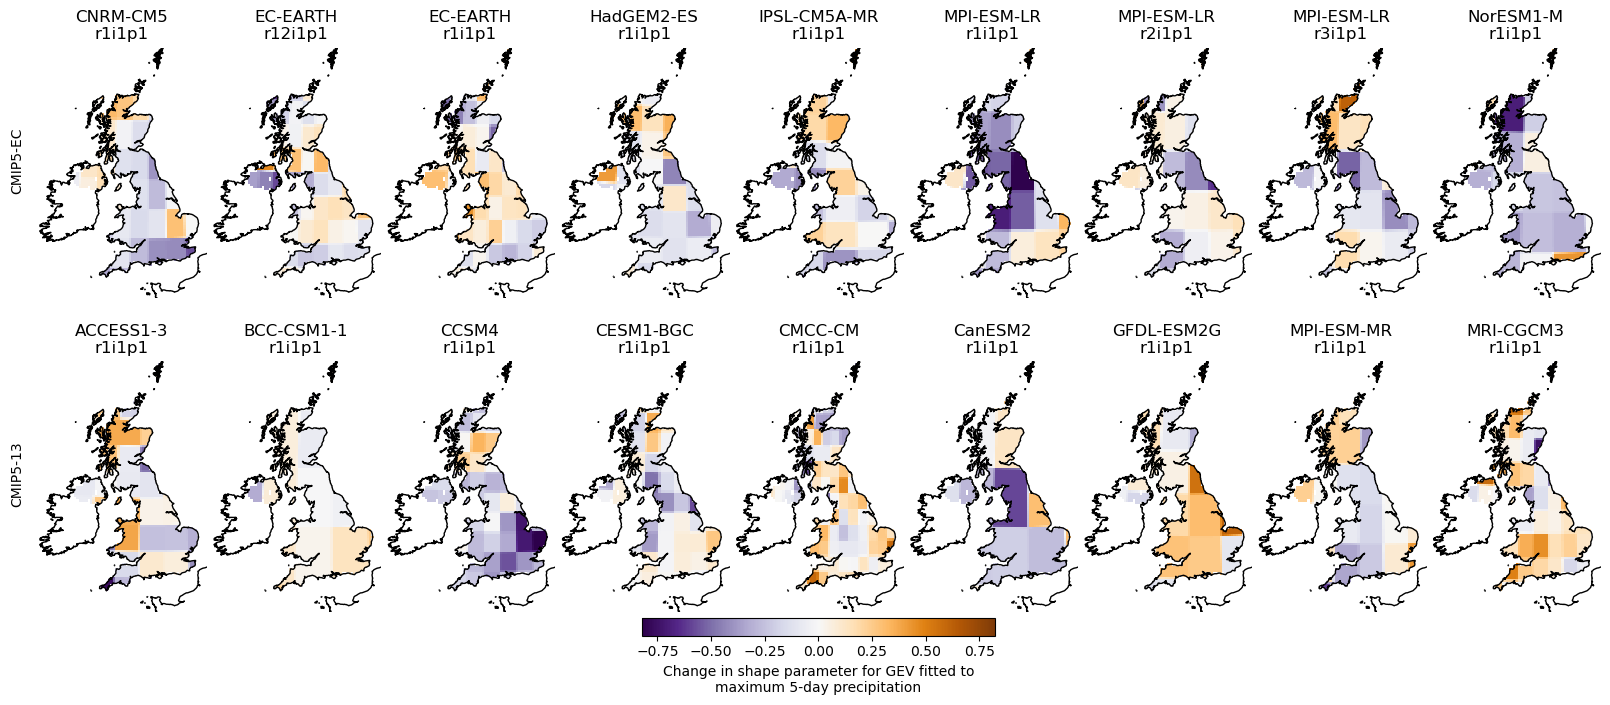 CNRM-CM5 EC-EARTH EC-EARTH HadGEM2-ES IPSL-CM5A-MR MPI-ESM-LR MPI-ESM-LR MPI-ESM-LR NorESM1-M
r1i1p1 r12i1p1 r1i1p1 r1i1p1 r1i1p1 r1i1p1 r2i1p1 r3i1p1 r1i1p1
CMIP5-EC
ACCESS1-3 BCC-CSM1-1 CCSM4 CESM1-BGC CMCC-CM CanESM2 GFDL-ESM2G MPI-ESM-MR MRI-CGCM3
r1i1p1 r1i1p1 r1i1p1 r1i1p1 r1i1p1 r1i1p1 r1i1p1 r1i1p1 r1i1p1
CMIP5-13
−0.75 −0.50 −0.25 0.00 0.25 0.50 0.75
Change in shape parameter for GEV fitted to
maximum 5-day precipitation